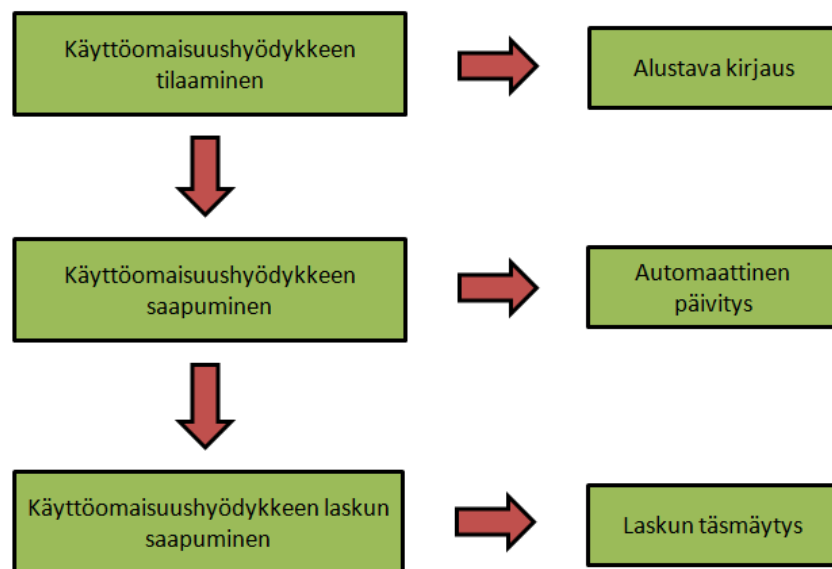 Käyttöomaisuushyödykkeen
tilaaminen
Alustava kirjaus
Käyttöomaisuushyödykkeen
saapuminen
Automaattinen
päivitys
Käyttöomaisuushyödykkeen laskun
saapuminen
Laskun täsmäytys